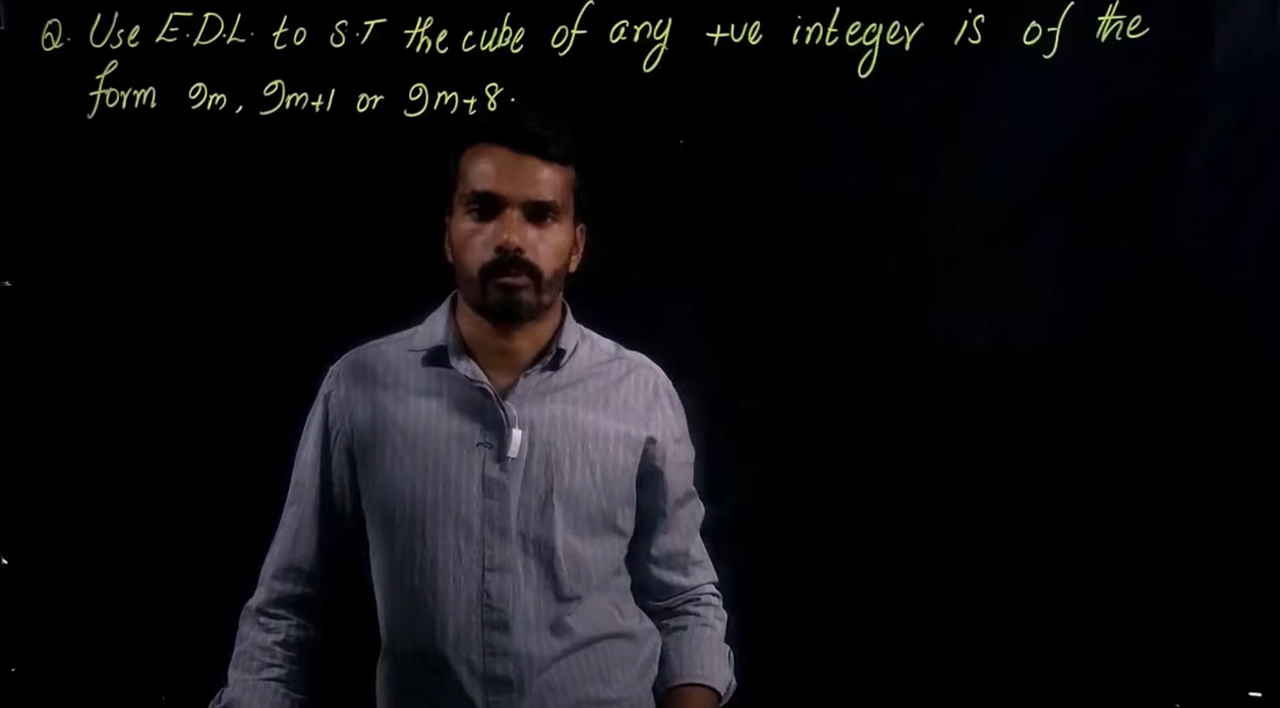 Q. Use E.D.L. to S.T the cube of any +ve integer is of the
form 9m, 9m+1 or 9m+8.